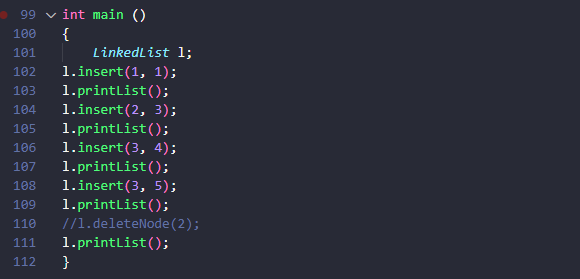 99 int main ()
100 {
101     LinkedList l;
102 l.insert(1, 1);
103 l.printList();
104 l.insert(2, 3);
105 l.printList();
106 l.insert(3, 4);
107 l.printList();
108 l.insert(3, 5);
109 l.printList();
110 //l.deleteNode(2);
111 l.printList();
112 }